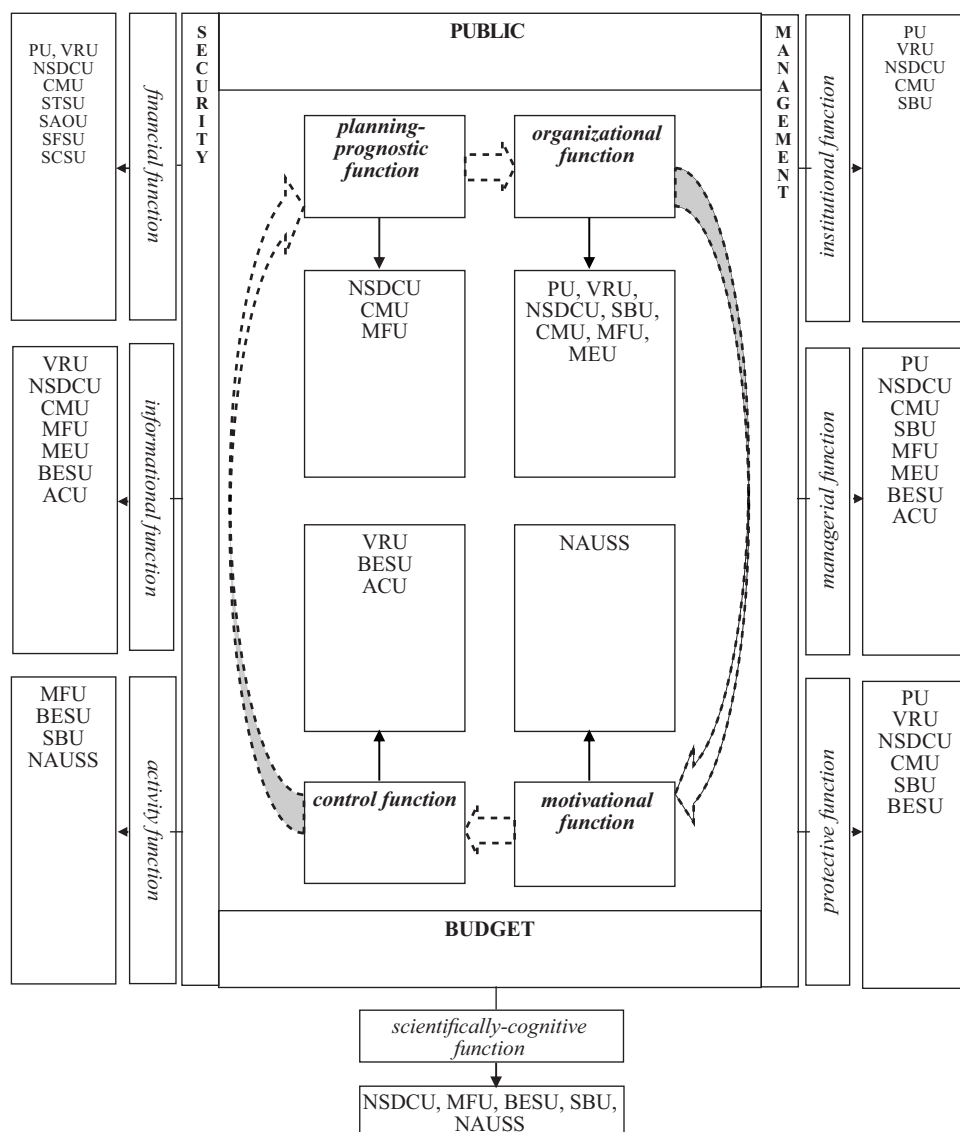 PUBLIC
SECURITY
MANAGEMENT
BUDGET
PU, VRU
NSDCU
CMU
STSU
SAOU
SFSU
SCSU
financial function
VRU
NSDCU
CMU
MFU
MEU
BESU
ACU
informational function
MFU
BESU
SBU
NAUSS
activity function
planning-
prognostic
function
organizational
function
NSDCU
CMU
MFU
PU, VRU,
NSDCU, SBU,
CMU, MFU,
MEU
VRU
BESU
ACU
NAUSS
control function
motivational
function
institutional function
PU
VRU
NSDCU
CMU
SBU
managerial function
PU
NSDCU
CMU
SBU
MFU
MEU
BESU
ACU
protective function
PU
VRU
NSDCU
CMU
SBU
BESU
scientifically-cognitive
function
NSDCU, MFU, BESU, SBU,
NAUSS